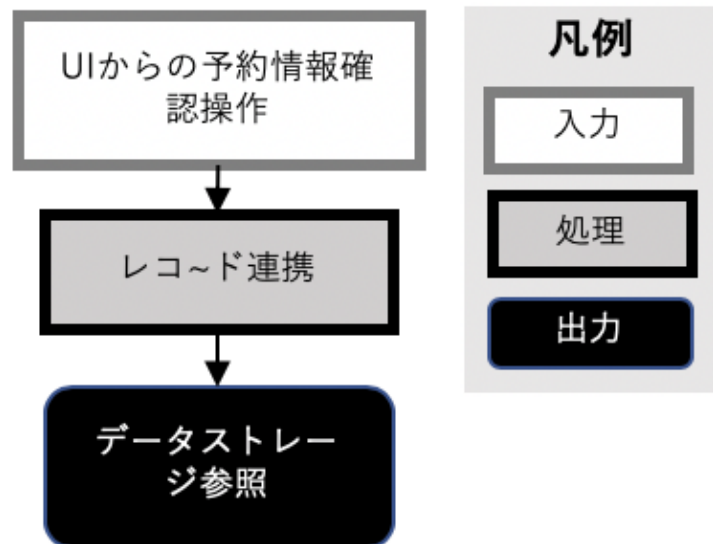 UIからの予約情報確
認操作
レコ~ド連携
データストレー
ジ参照
凡例
入力
処理
出力